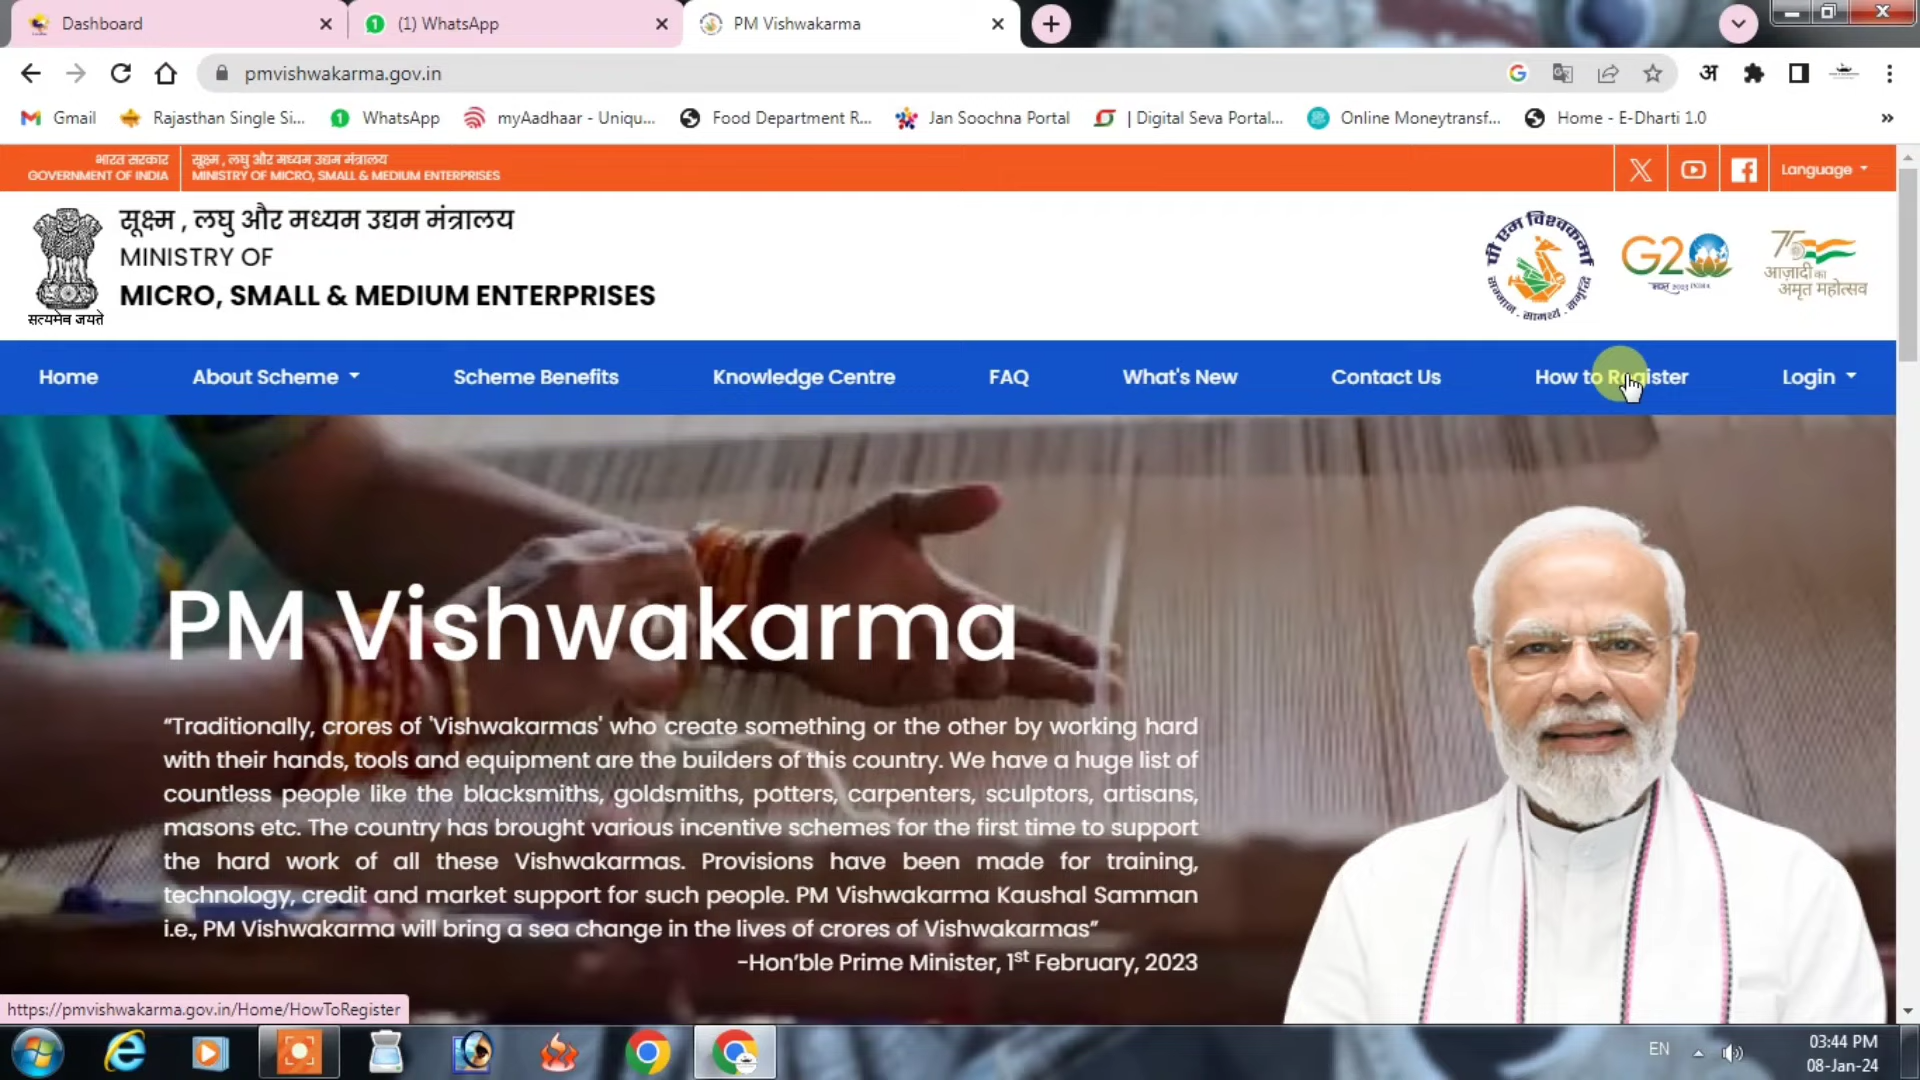 Dashboard
(1) WhatsApp
PM Vishwakarma
pmvishwakarma.gov.in
अ
Gmail
Rajasthan Single Si...
WhatsApp
myAadhaar - Uniqu...
Food Department R...
Jan Soochna Portal
| Digital Seva Portal...
Online Moneytransf...
Home - E-Dharti 1.0
»
भारत सरकार
GOVERNMENT OF INDIA
सूक्ष्म , लघु और मध्यम उद्यम मंत्रालय
MINISTRY OF MICRO, SMALL & MEDIUM ENTERPRISES
Language
सूक्ष्म , लघु और मध्यम उद्यम मंत्रालय
MINISTRY OF
MICRO, SMALL & MEDIUM ENTERPRISES
सत्यमेव जयते
पी एम विश्वकर्मा
सम्मान . सामर्थ्य . समृद्धि
G20
भारत 2023 INDIA
75
आज़ादी का
अमृत महोत्सव
Home
About Scheme
Scheme Benefits
Knowledge Centre
FAQ
What's New
Contact Us
How to Register
Login
PM Vishwakarma
“Traditionally, crores of 'Vishwakarmas' who create something or the other by working hard
with their hands, tools and equipment are the builders of this country. We have a huge list of
countless people like the blacksmiths, goldsmiths, potters, carpenters, sculptors, artisans,
masons etc. The country has brought various incentive schemes for the first time to support
the hard work of all these Vishwakarmas. Provisions have been made for training,
technology, credit and market support for such people. PM Vishwakarma Kaushal Samman
i.e., PM Vishwakarma will bring a sea change in the lives of crores of Vishwakarmas”
-Hon’ble Prime Minister, 1st February, 2023
https://pmvishwakarma.gov.in/Home/HowToRegister
EN
03:44 PM
08-Jan-24